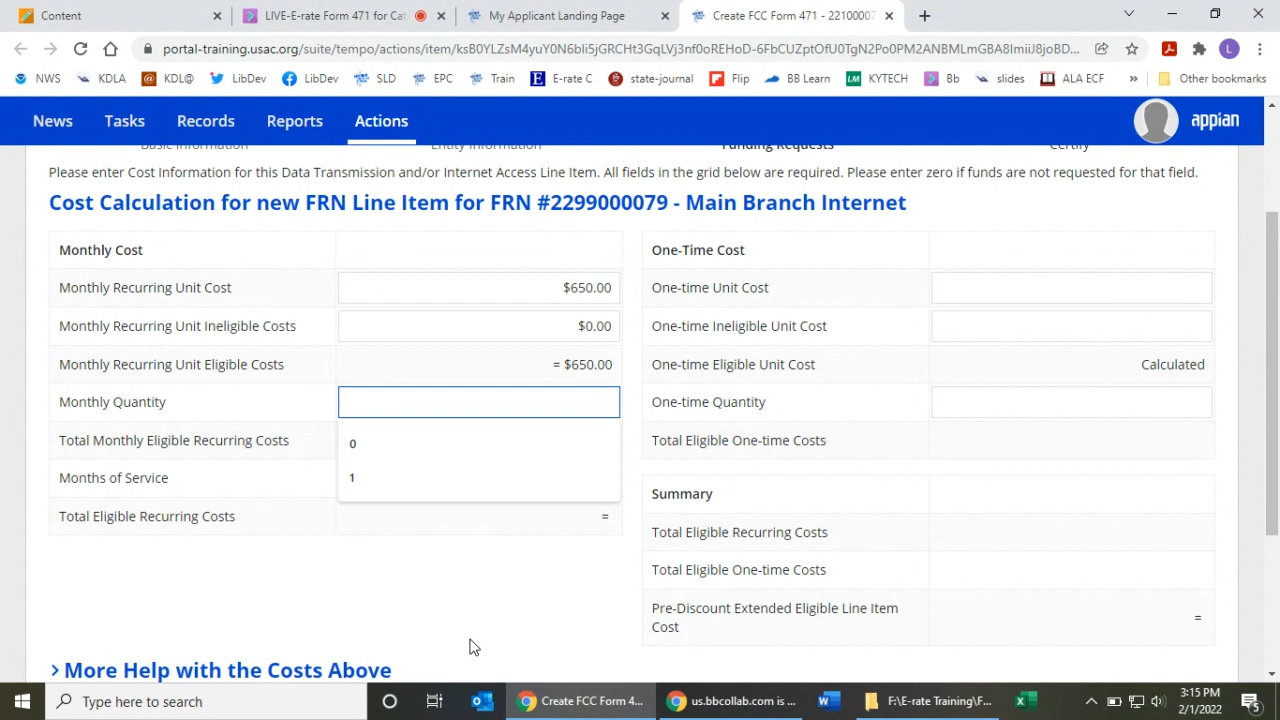 Content
LIVE-E-rate Form 471 for Cat
My Applicant Landing Page
Create FCC Form 471 - 22100007
portal-training.usac.org/suite/tempo/actions/item/
NWS
KDLA
KDL@
LibDev
LibDev
SLD
EPC
Train
E-rate C
state-journal
Flip
BB Learn
KYTECH
Bb
slides
ALA ECF
»
Other bookmarks
News
Tasks
Records
Reports
Actions
appian
Basic Information
Entity Information
Funding Requests
Certify
Please enter Cost Information for this Data Transmission and/or Internet Access Line Item. All fields in the grid below are required. Please enter zero if funds are not requested for that field.
Cost Calculation for new FRN Line Item for FRN #2299000079 - Main Branch Internet
Monthly Cost
Monthly Recurring Unit Cost
$650.00
Monthly Recurring Unit Ineligible Costs
$0.00
Monthly Recurring Unit Eligible Costs
= $650.00
Monthly Quantity
0
Total Monthly Eligible Recurring Costs
1
Months of Service
Total Eligible Recurring Costs
=
One-Time Cost
One-time Unit Cost
One-time Ineligible Unit Cost
One-time Eligible Unit Cost
Calculated
One-time Quantity
Total Eligible One-time Costs
Summary
Total Eligible Recurring Costs
Total Eligible One-time Costs
Pre-Discount Extended Eligible Line Item
Cost
=
More Help with the Costs Above
Type here to search
Create FCC Form 4...
us.bbcollab.com is ...
F:\E-rate Training\F...
3:15 PM
2/1/2022
5